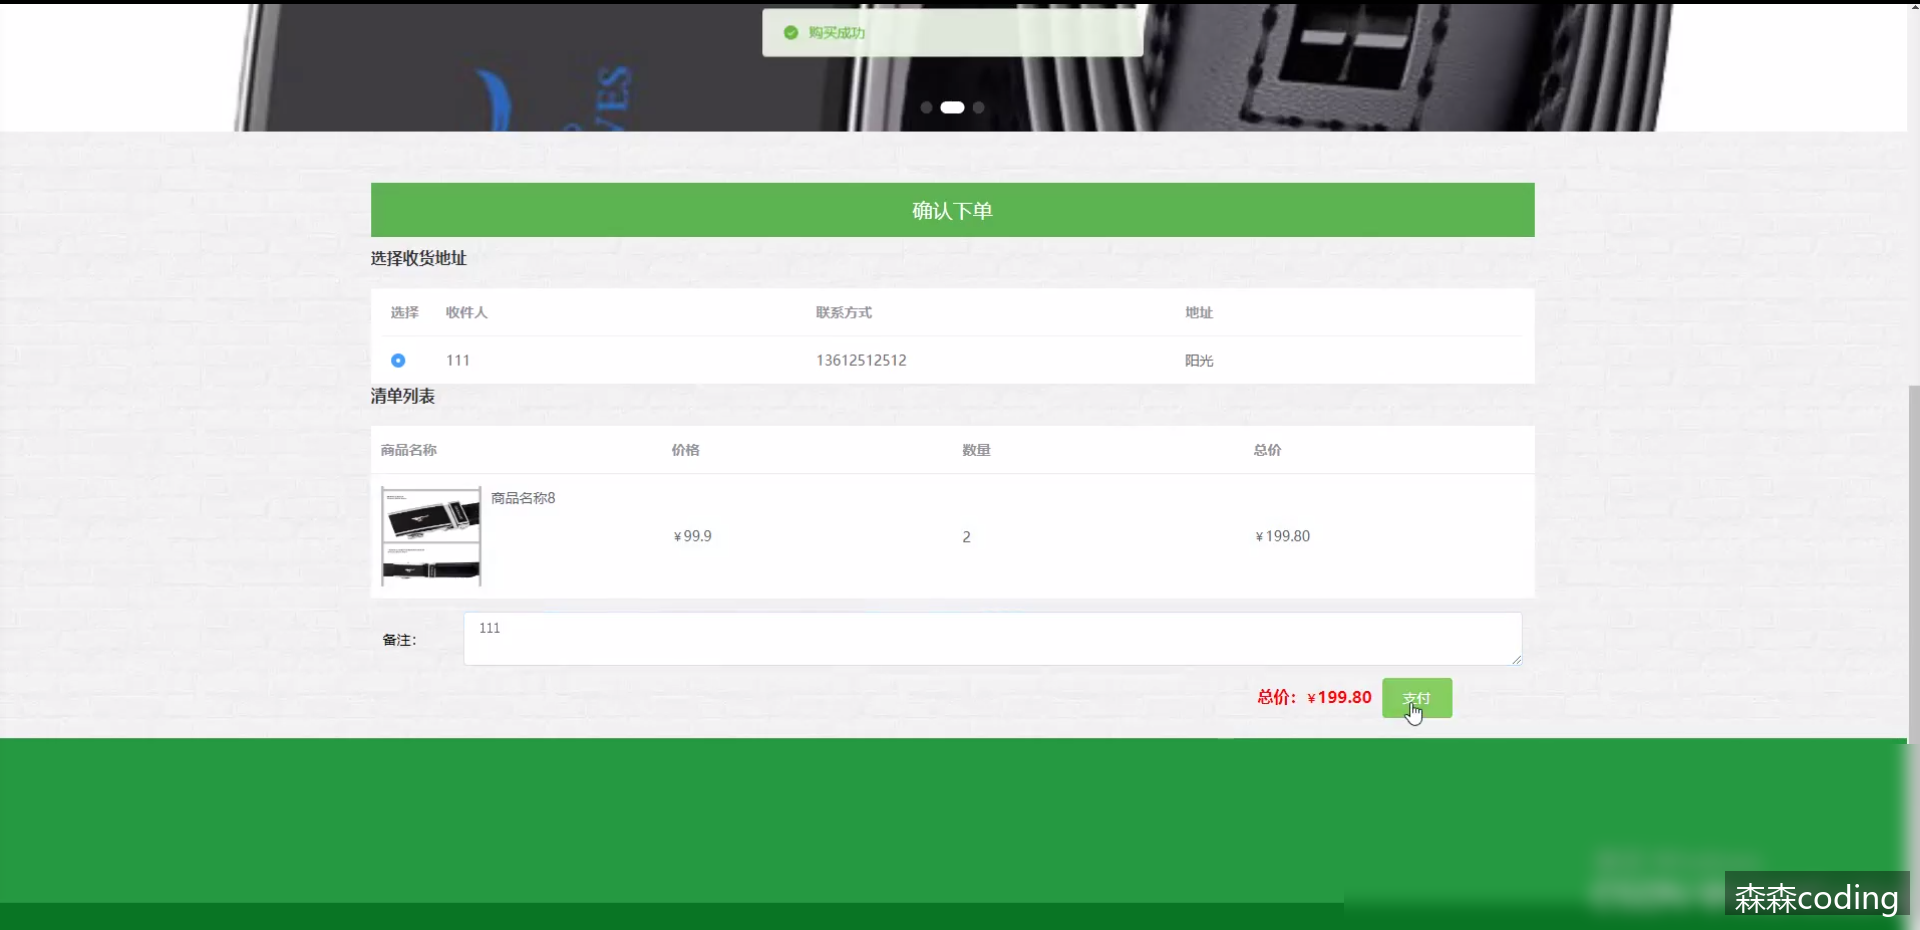 购买成功
VES
确认下单
选择收货地址
选择 收件人 联系方式 地址
111 13612512512 阳光
清单列表
商品名称 价格 数量 总价
商品名称8
¥99.9 2 ¥199.80
备注: 111
总价: ¥199.80 支付
森森coding